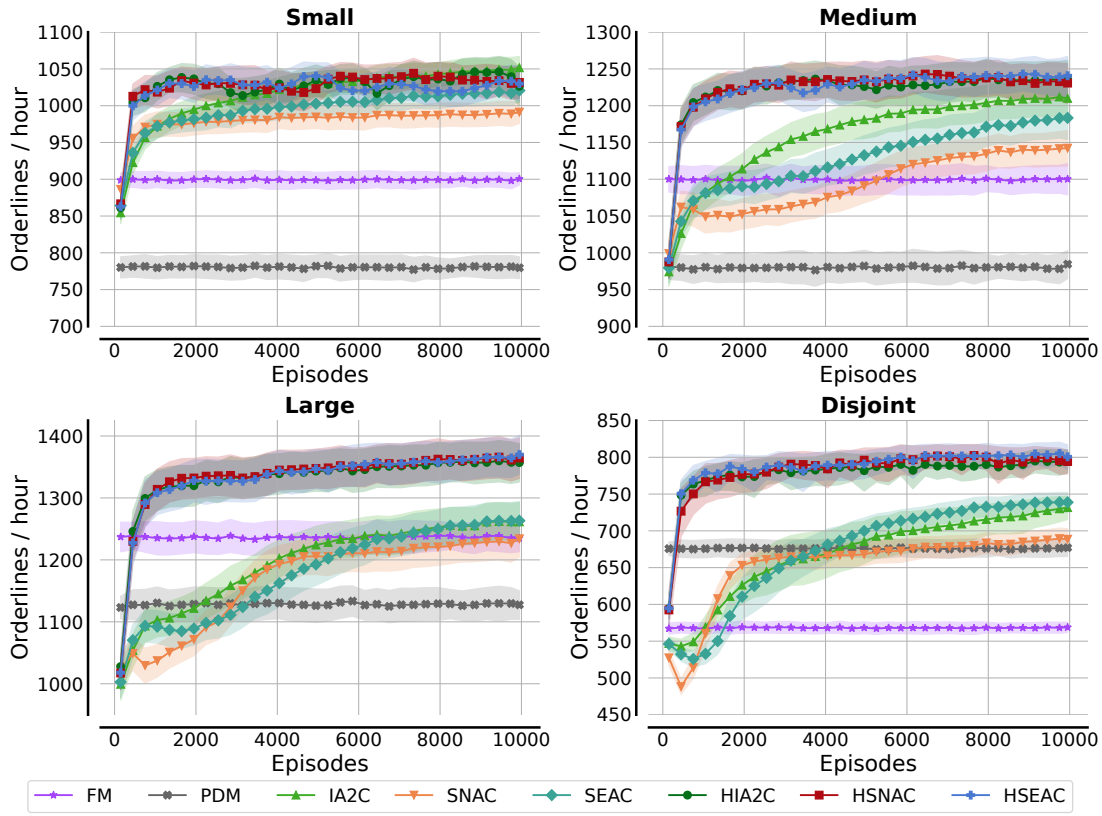 Small
Orderlines / hour
1100
1050
1000
950
900
850
800
750
700
0 2000 4000 6000 8000 10000
Episodes
Medium
Orderlines / hour
1300
1250
1200
1150
1100
1050
1000
950
900
0 2000 4000 6000 8000 10000
Episodes
Large
Orderlines / hour
1400
1300
1200
1100
1000
0 2000 4000 6000 8000 10000
Episodes
Disjoint
Orderlines / hour
850
800
750
700
650
600
550
500
450
0 2000 4000 6000 8000 10000
Episodes
FM PDM IA2C SNAC SEAC HIA2C HSNAC HSEAC